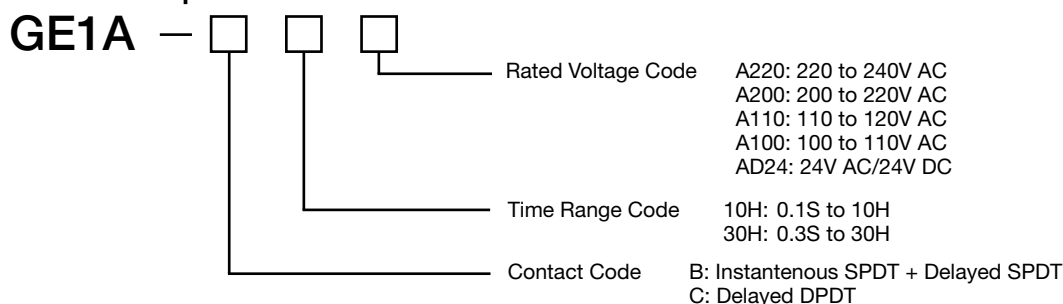 GE1A –
Rated Voltage Code A220: 220 to 240V AC
A200: 200 to 220V AC
A110: 110 to 120V AC
A100: 100 to 110V AC
AD24: 24V AC/24V DC
Time Range Code 10H: 0.1S to 10H
30H: 0.3S to 30H
Contact Code B: Instantenous SPDT + Delayed SPDT
C: Delayed DPDT